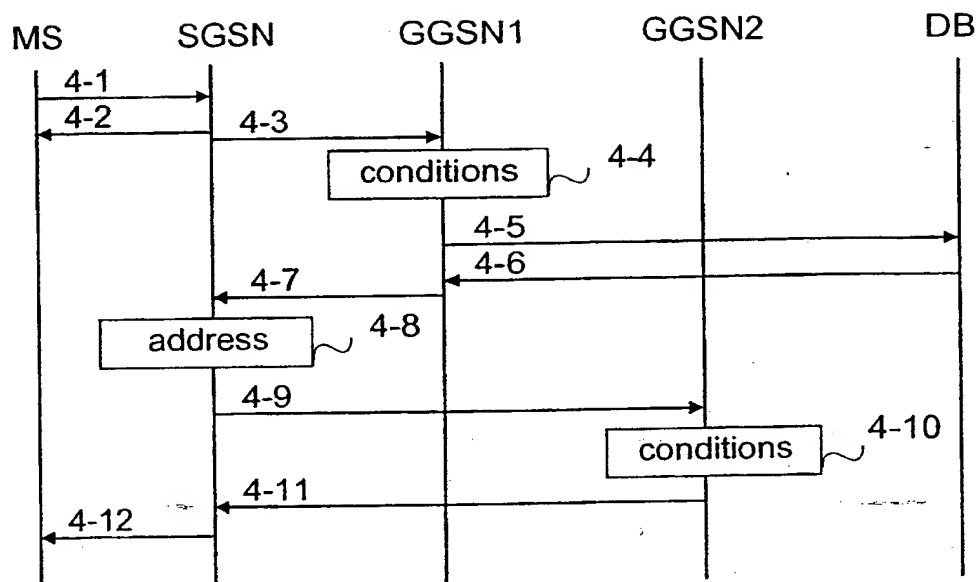 MS SGSN GGSN1 GGSN2 DB
4-1
4-2 4-3
conditions 4-4
4-5
4-6
4-7
address 4-8
4-9
conditions 4-10
4-11
4-12